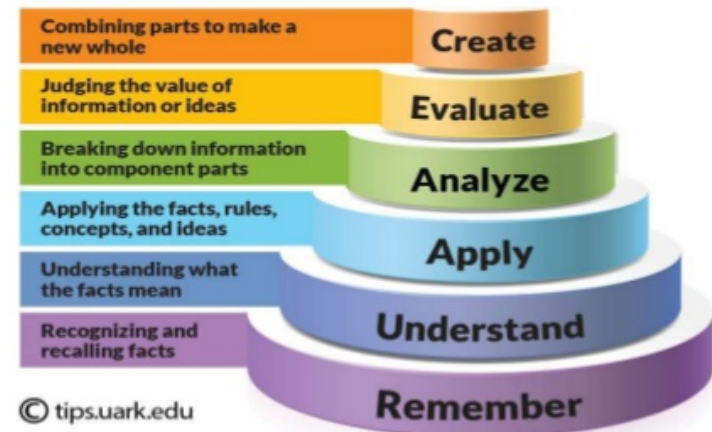 Combining parts to make a
new whole
Create
Judging the value of
information or ideas
Evaluate
Breaking down information
into component parts
Analyze
Applying the facts, rules,
concepts, and ideas
Apply
Understanding what
the facts mean
Understand
Recognizing and
recalling facts
Remember
© tips.uark.edu